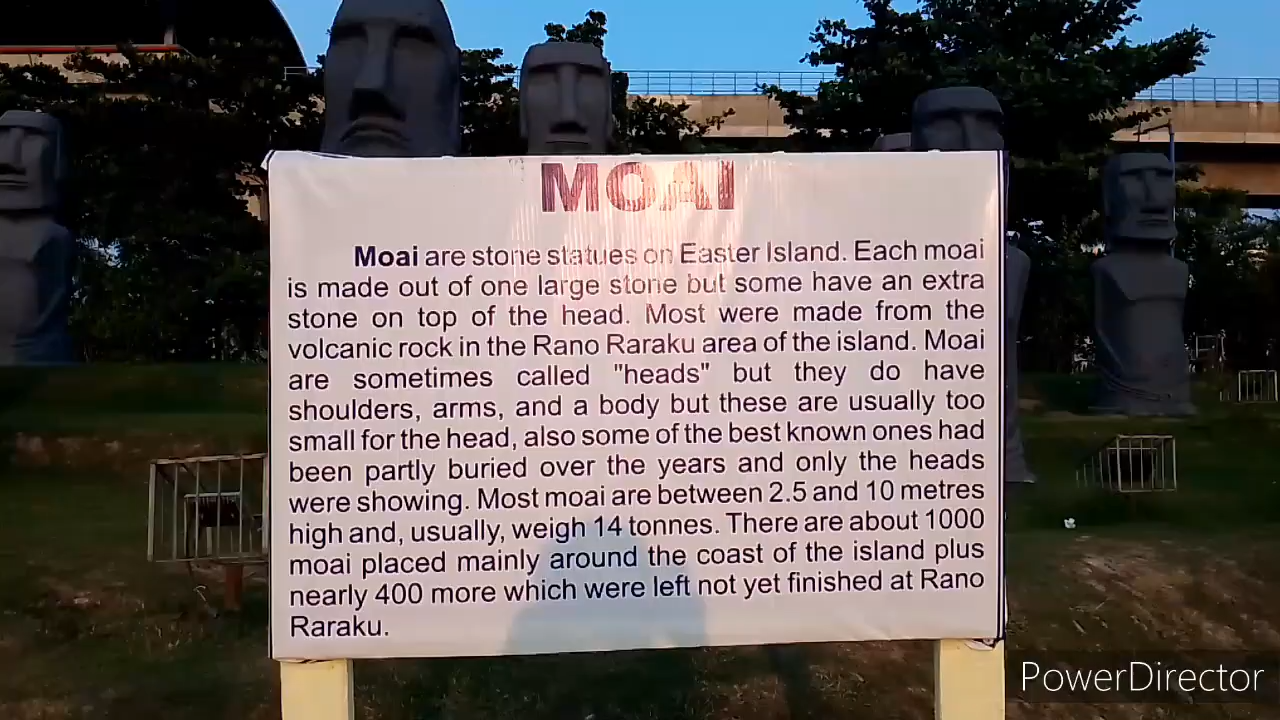 MOAI
Moai are stone statues on Easter Island. Each moai
is made out of one large stone but some have an extra
stone on top of the head. Most were made from the
volcanic rock in the Rano Raraku area of the island. Moai
are sometimes called "heads" but they do have
shoulders, arms, and a body but these are usually too
small for the head, also some of the best known ones had
been partly buried over the years and only the heads
were showing. Most moai are between 2.5 and 10 metres
high and, usually, weigh 14 tonnes. There are about 1000
moai placed mainly around the coast of the island plus
nearly 400 more which were left not yet finished at Rano
Raraku.
PowerDirector